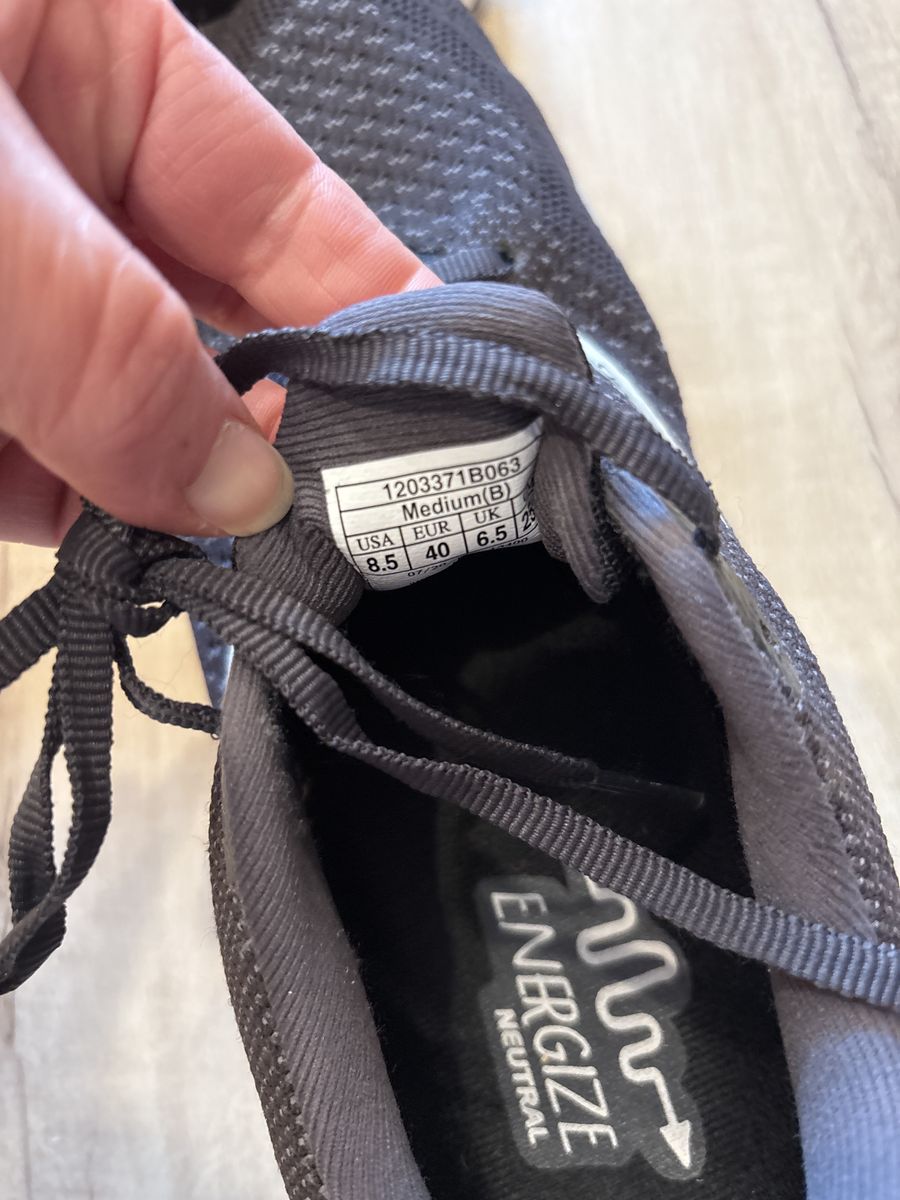 1203371B063
Medium(B)
USA EUR UK
8.5 40 6.5
ENERGIZE
NEUTRAL